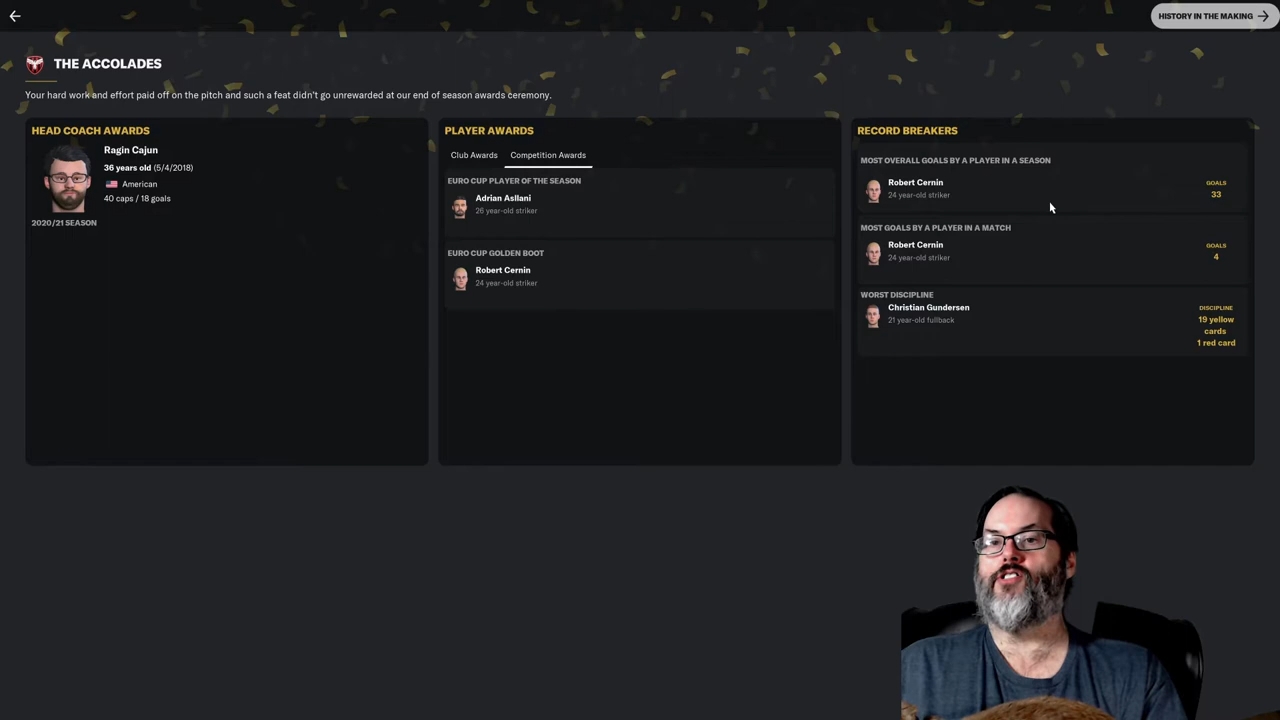 HISTORY IN THE MAKING
THE ACCOLADES
Your hard work and effort paid off on the pitch and such a feat didn't go unrewarded at our end of season awards ceremony.
HEAD COACH AWARDS
Ragin Cajun
36 years old (5/4/2018)
American
40 caps / 18 goals
2020/21 SEASON
PLAYER AWARDS
Club Awards
Competition Awards
EURO CUP PLAYER OF THE SEASON
Adrian Asllani
26 year-old striker
EURO CUP GOLDEN BOOT
Robert Cernin
24 year-old striker
RECORD BREAKERS
MOST OVERALL GOALS BY A PLAYER IN A SEASON
Robert Cernin
24 year-old striker
GOALS
33
MOST GOALS BY A PLAYER IN A MATCH
Robert Cernin
24 year-old striker
GOALS
4
WORST DISCIPLINE
Christian Gundersen
21 year-old fullback
DISCIPLINE
19 yellow
cards
1 red card